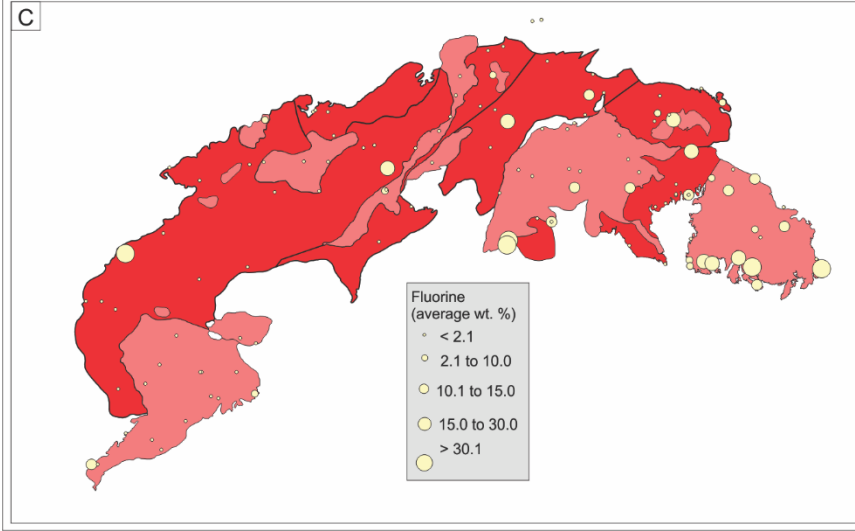 C
Fluorine
(average wt. %)
< 2.1
2.1 to 10.0
10.1 to 15.0
15.0 to 30.0
> 30.1